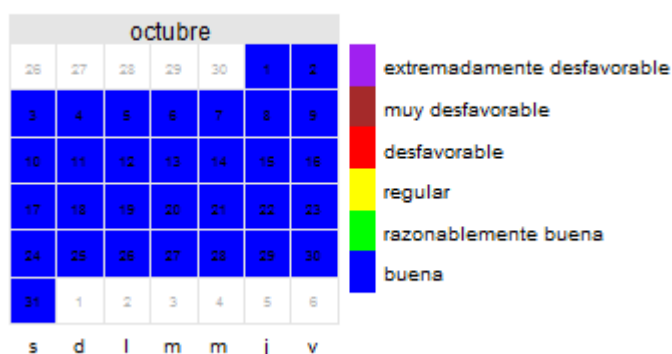 octubre
26 27 28 29 30 1 2
3 4 5 6 7 8 9
10 11 12 13 14 15 16
17 18 19 20 21 22 23
24 25 26 27 28 29 30
31 1 2 3 4 5 6
s d l m m j v
extremadamente desfavorable
muy desfavorable
desfavorable
regular
razonablemente buena
buena